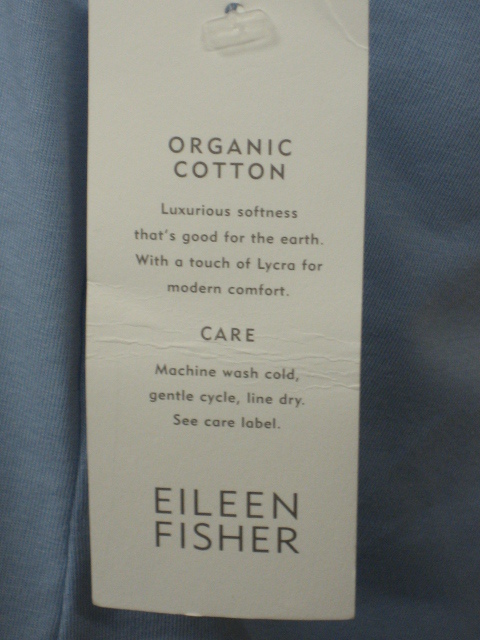 ORGANIC
COTTON
Luxurious softness
that's good for the earth.
With a touch of Lycra for
modern comfort.
CARE
Machine wash cold,
gentle cycle, line dry.
See care label.
EILEEN
FISHER